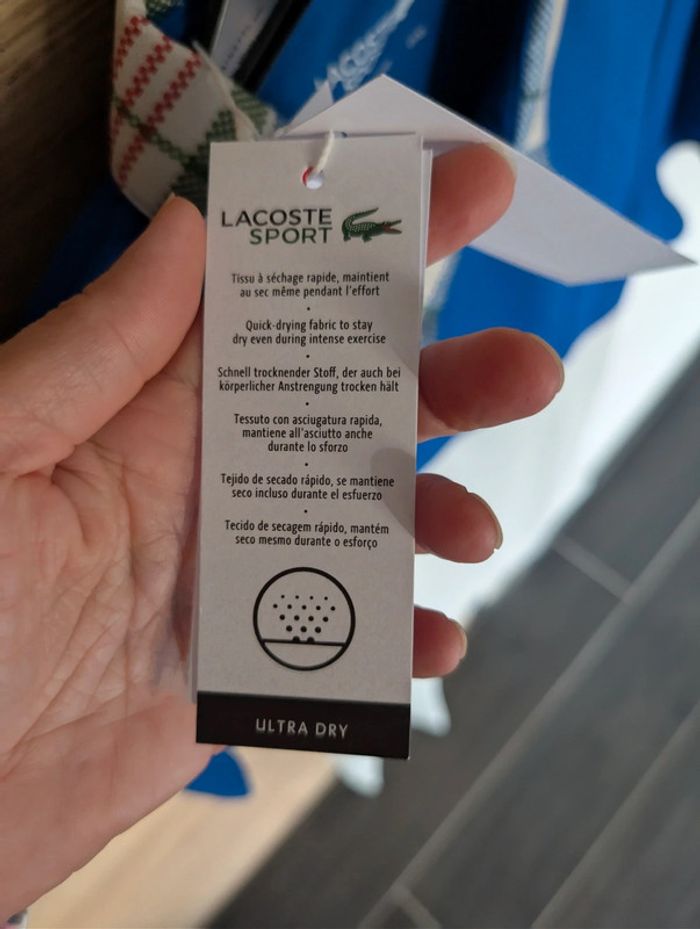 LACOSTE
LACOSTE
SPORT
Tissu à séchage rapide, maintient
au sec même pendant l'effort
•
Quick-drying fabric to stay
dry even during intense exercise
•
Schnell trocknender Stoff, der auch bei
körperlicher Anstrengung trocken hält
•
Tessuto con asciugatura rapida,
mantiene all'asciutto anche
durante lo sforzo
•
Tejido de secado rápido, se mantiene
seco incluso durante el esfuerzo
•
Tecido de secagem rápido, mantém
seco mesmo durante o esforço
ULTRA DRY